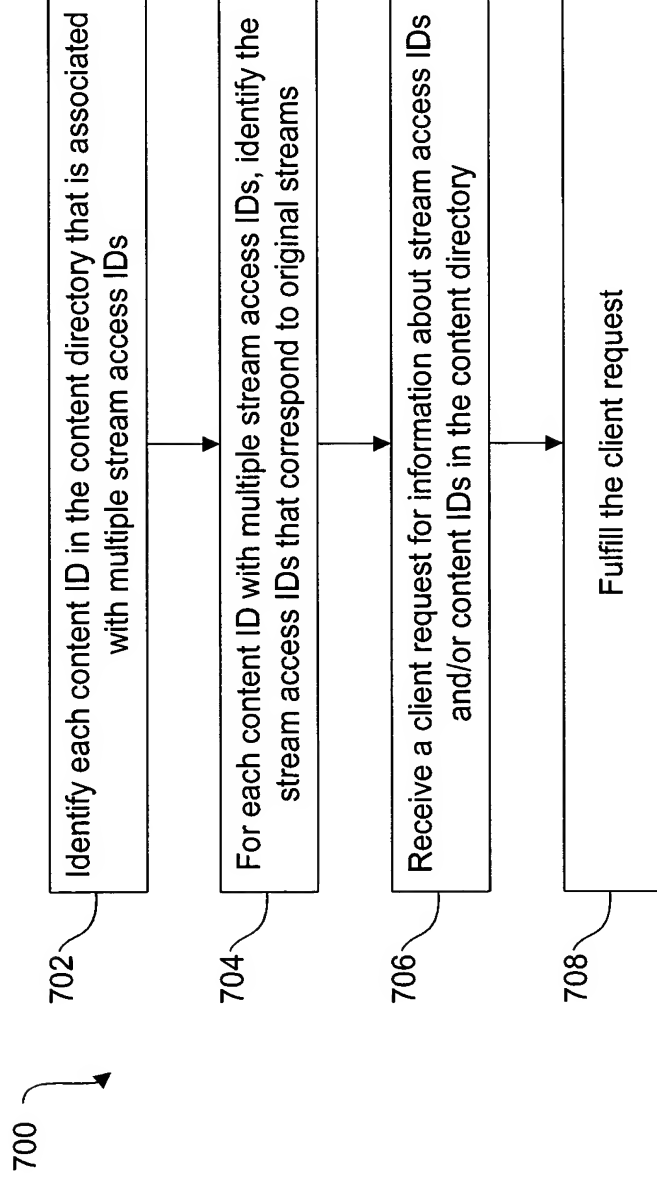 700
702
Identify each content ID in the content directory that is associated
with multiple stream access IDs
704
For each content ID with multiple stream access IDs, identify the
stream access IDs that correspond to original streams
706
Receive a client request for information about stream access IDs
and/or content IDs in the content directory
708
Fulfill the client request